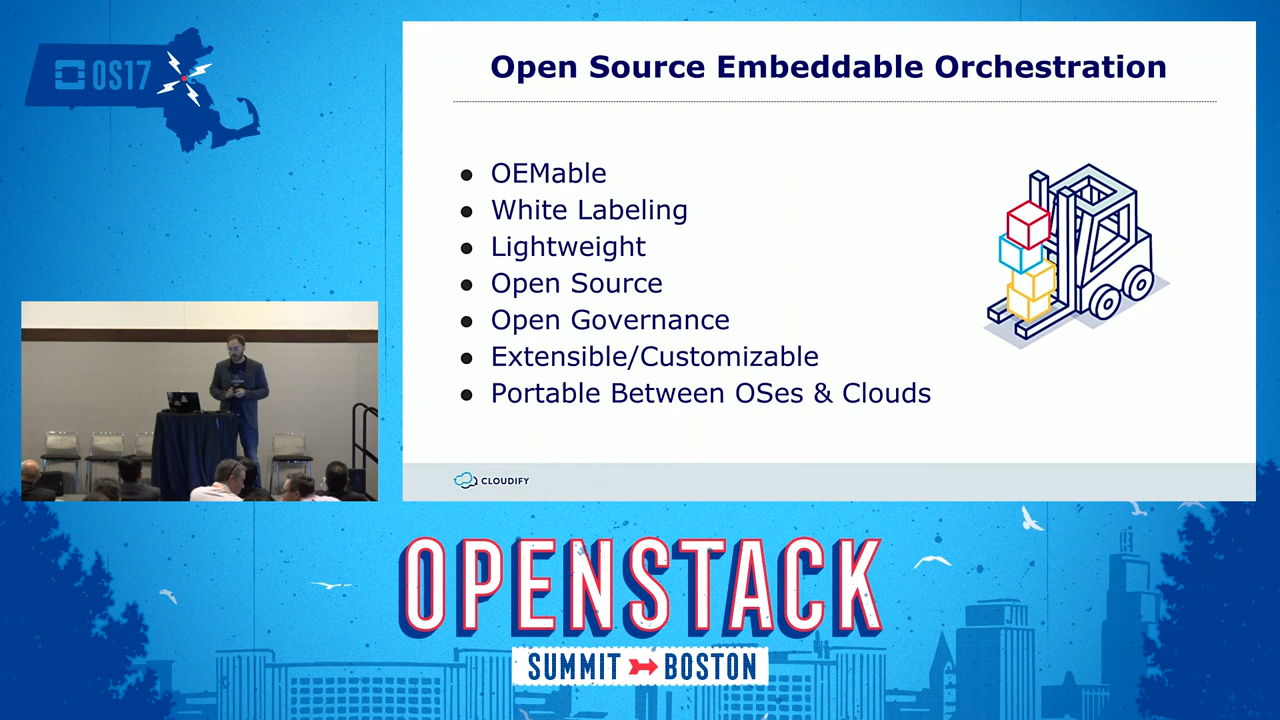 OS17
Open Source Embeddable Orchestration
● OEMable
● White Labeling
● Lightweight
● Open Source
● Open Governance
● Extensible/Customizable
● Portable Between OSes & Clouds
CLOUDIFY
OPENSTACK
SUMMIT BOSTON